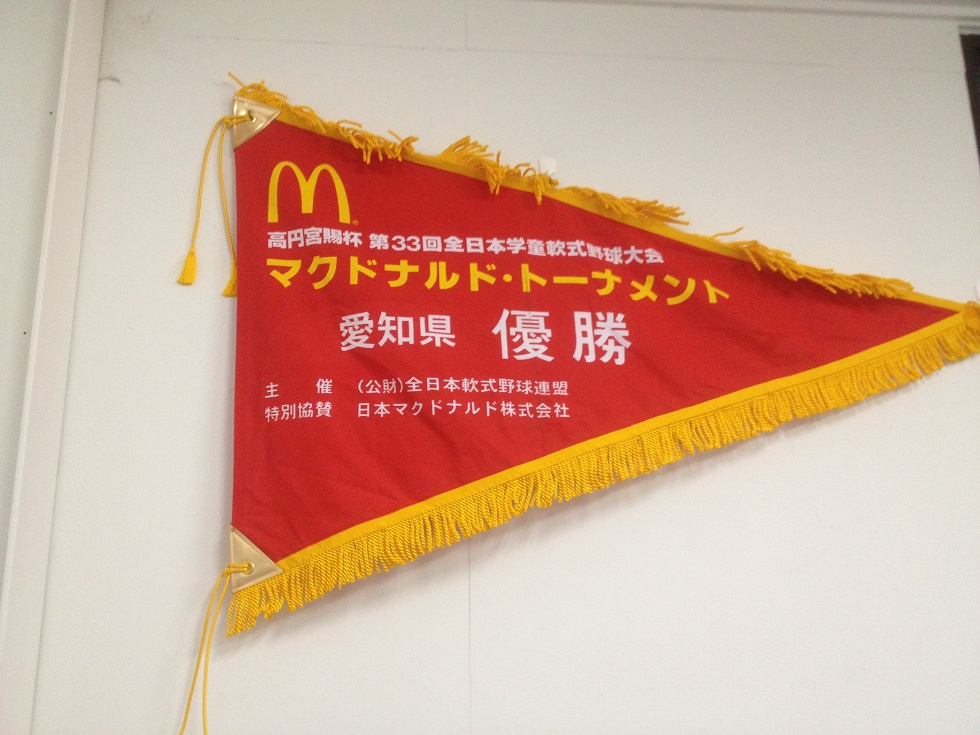 高円宮賜杯 第33回全日本学童軟式野球大会
マクドナルド・トーナメント
愛知県 優勝
主催 (公財)全日本軟式野球連盟
特別協賛 日本マクドナルド株式会社